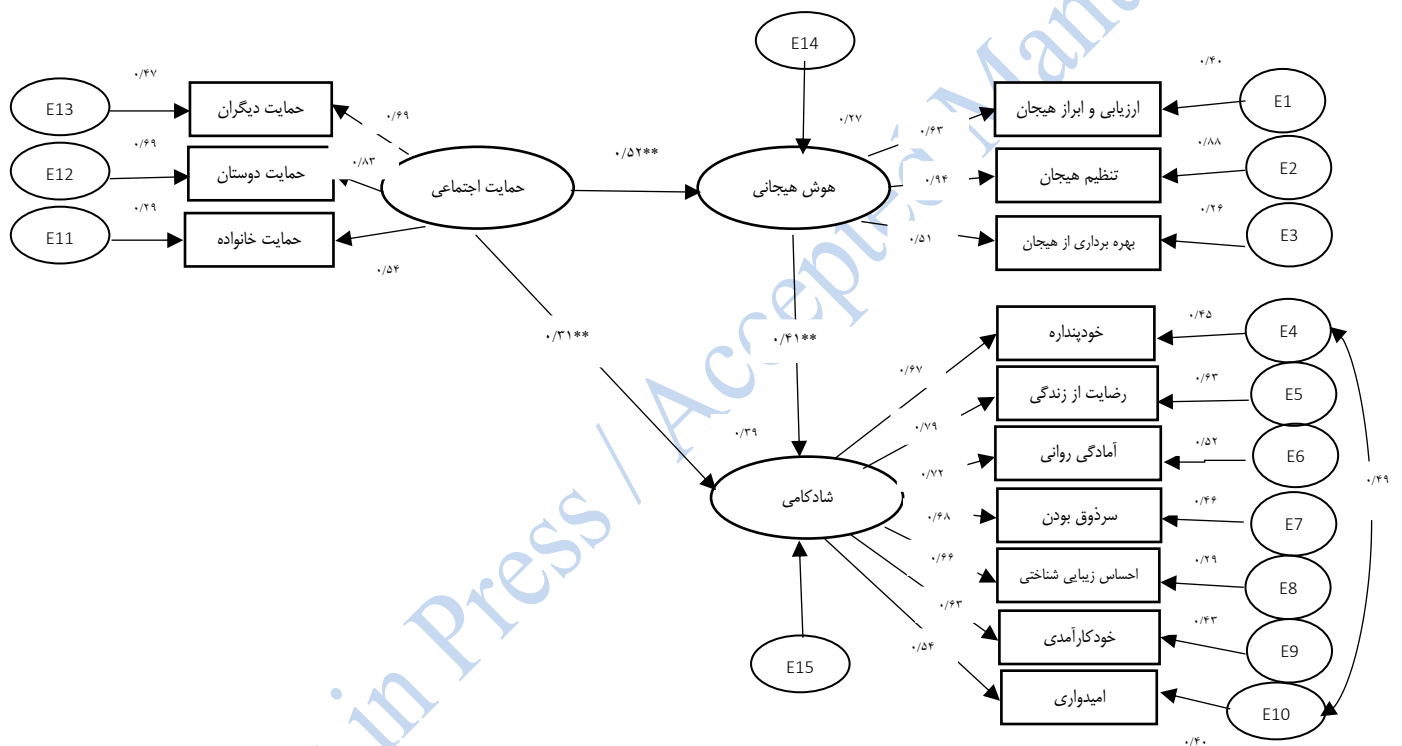 E14
۰/۴۷
۰/۴۰
E13
حمایت دیگران
ارزیابی و ابراز هیجان
E1
۰/۶۹
۰/۲۷
۰/۶۳
۰/۶۹
۰/۸۸
۰/۵۲**
E12
حمایت دوستان
۰/۸۳
حمایت اجتماعی
هوش هیجانی
۰/۹۴
تنظیم هیجان
E2
۰/۲۹
۰/۲۶
E11
حمایت خانواده
۰/۵۱
بهره برداری از هیجان
E3
۰/۵۴
۰/۳۱**
۰/۴۱**
خودپنداره
۰/۴۵
E4
۰/۶۷
۰/۶۳
رضایت از زندگی
E5
۰/۳۹
۰/۷۹
۰/۵۲
آمادگی روانی
E6
۰/۷۲
۰/۴۹
شادکامی
۰/۴۶
۰/۶۸
سرذوق بودن
E7
۰/۶۶
۰/۲۹
احساس زیبایی شناختی
E8
۰/۶۳
۰/۴۳
خودکارآمدی
E9
۰/۵۴
E15
امیدواری
E10
۰/۴۰
in Press / Accepted Manu